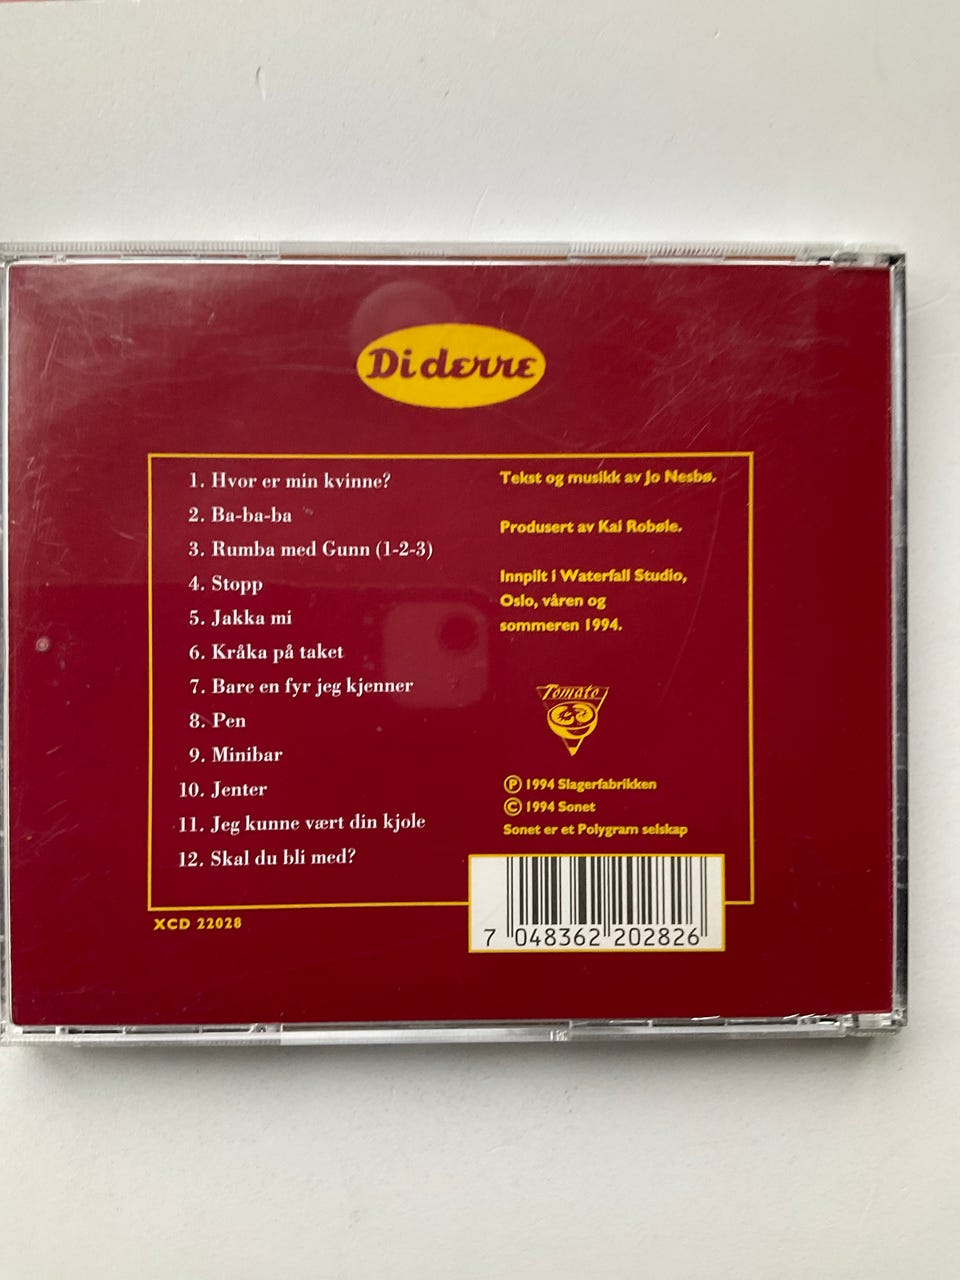 Di derre
1. Hvor er min kvinne?
2. Ba-ba-ba
3. Rumba med Gunn (1-2-3)
4. Stopp
5. Jakka mi
6. Kråka på taket
7. Bare en fyr jeg kjenner
8. Pen
9. Minibar
10. Jenter
11. Jeg kunne vært din kjole
12. Skal du bli med?
Tekst og musikk av Jo Nesbø.
Produsert av Kai Robøle.
Innpilt i Waterfall Studio,
Oslo, våren og
sommeren 1994.
Tomato
Ⓟ 1994 Slagerfabrikken
© 1994 Sonet
Sonet er et Polygram selskap
XCD 22028
7 048362 202826